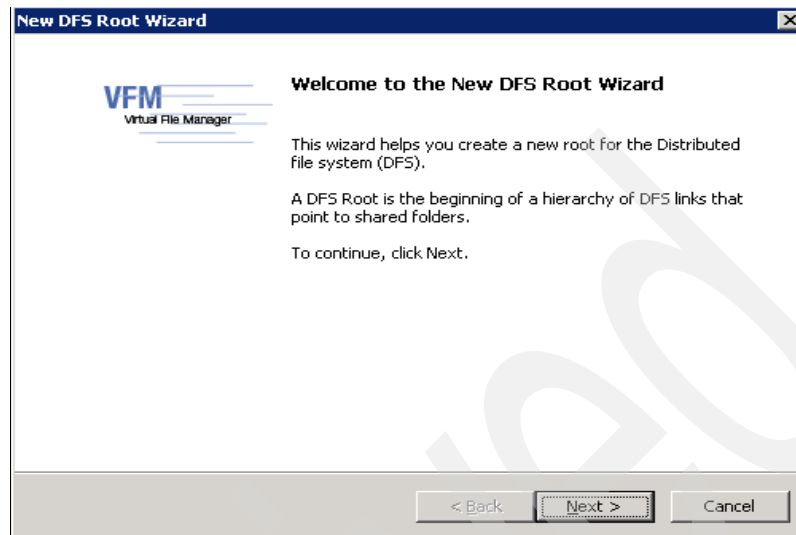 New DFS Root Wizard
VFM
Virtual File Manager
Welcome to the New DFS Root Wizard
This wizard helps you create a new root for the Distributed
file system (DFS).
A DFS Root is the beginning of a hierarchy of DFS links that
point to shared folders.
To continue, click Next.
< Back
Next >
Cancel